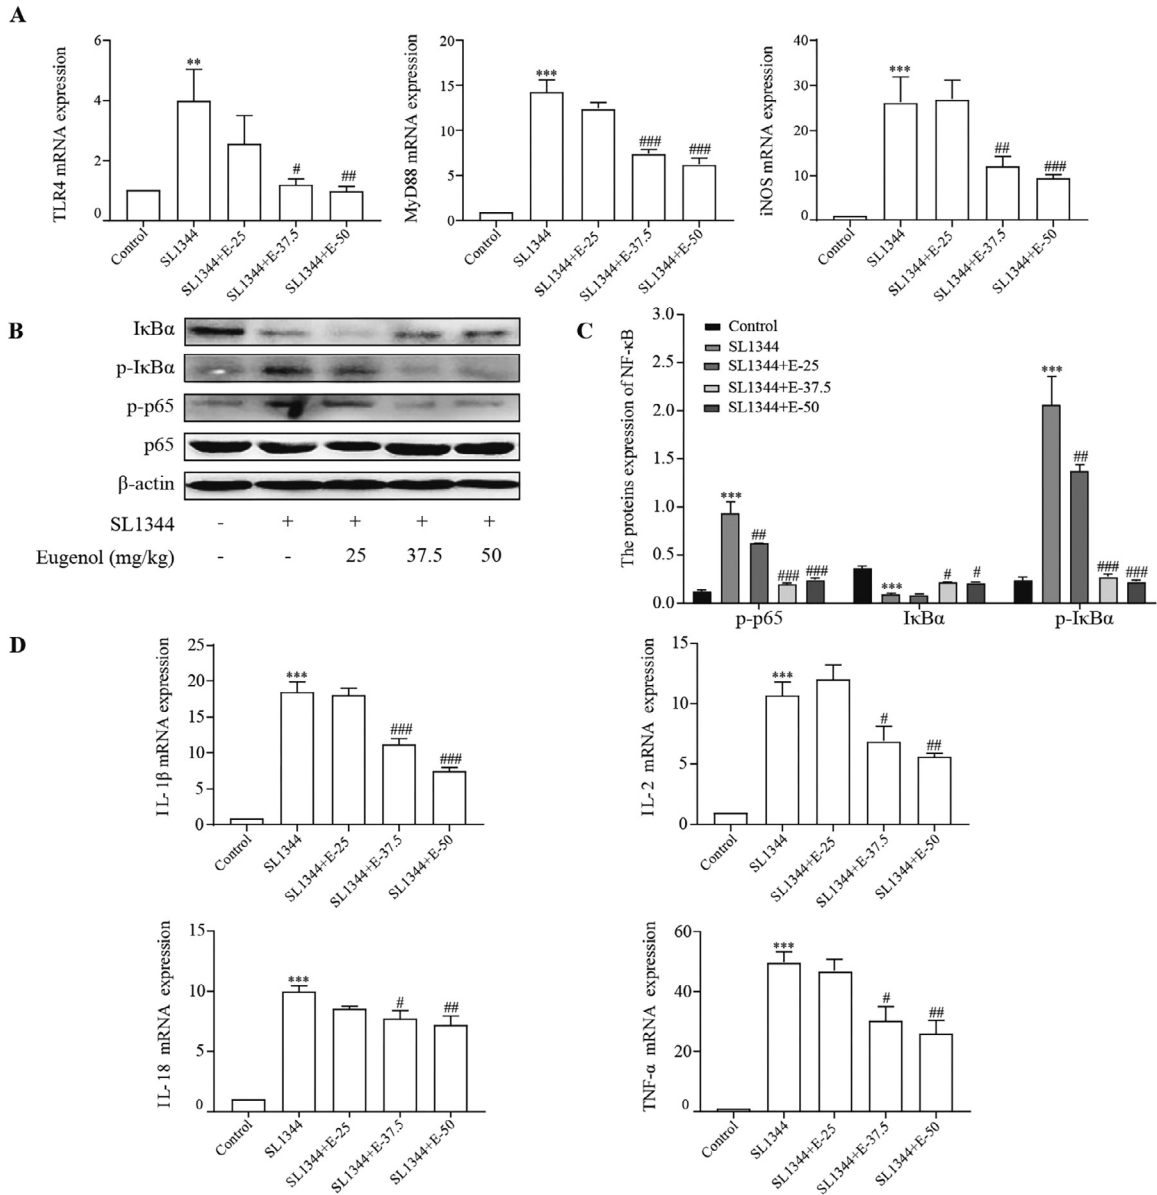 A
TLR4 mRNA expression
6
4
2
0
**
#
##
Control
SL1344
SL1344+E-25
SL1344+E-37.5
SL1344+E-50
MyD88 mRNA expression
20
15
10
5
0
***
###
###
Control
SL1344
SL1344+E-25
SL1344+E-37.5
SL1344+E-50
iNOS mRNA expression
40
30
20
10
0
***
##
###
Control
SL1344
SL1344+E-25
SL1344+E-37.5
SL1344+E-50
B
IκBα
p-IκBα
p-p65
p65
β-actin
SL1344 - + + + +
Eugenol (mg/kg) - - 25 37.5 50
C
The proteins expression of NF-κB
3.0
2.5
2.0
1.5
1.0
0.5
0.0
Control
SL1344
SL1344+E-25
SL1344+E-37.5
SL1344+E-50
***
##
###
###
***
#
#
***
##
###
###
p-p65
IκBα
p-IκBα
D
IL-1β mRNA expression
25
20
15
10
5
0
***
###
###
Control
SL1344
SL1344+E-25
SL1344+E-37.5
SL1344+E-50
IL-2 mRNA expression
15
10
5
0
***
#
##
Control
SL1344
SL1344+E-25
SL1344+E-37.5
SL1344+E-50
IL-18 mRNA expression
15
10
5
0
***
#
##
Control
SL1344
SL1344+E-25
SL1344+E-37.5
SL1344+E-50
TNF-α mRNA expression
60
40
20
0
***
#
##
Control
SL1344
SL1344+E-25
SL1344+E-37.5
SL1344+E-50